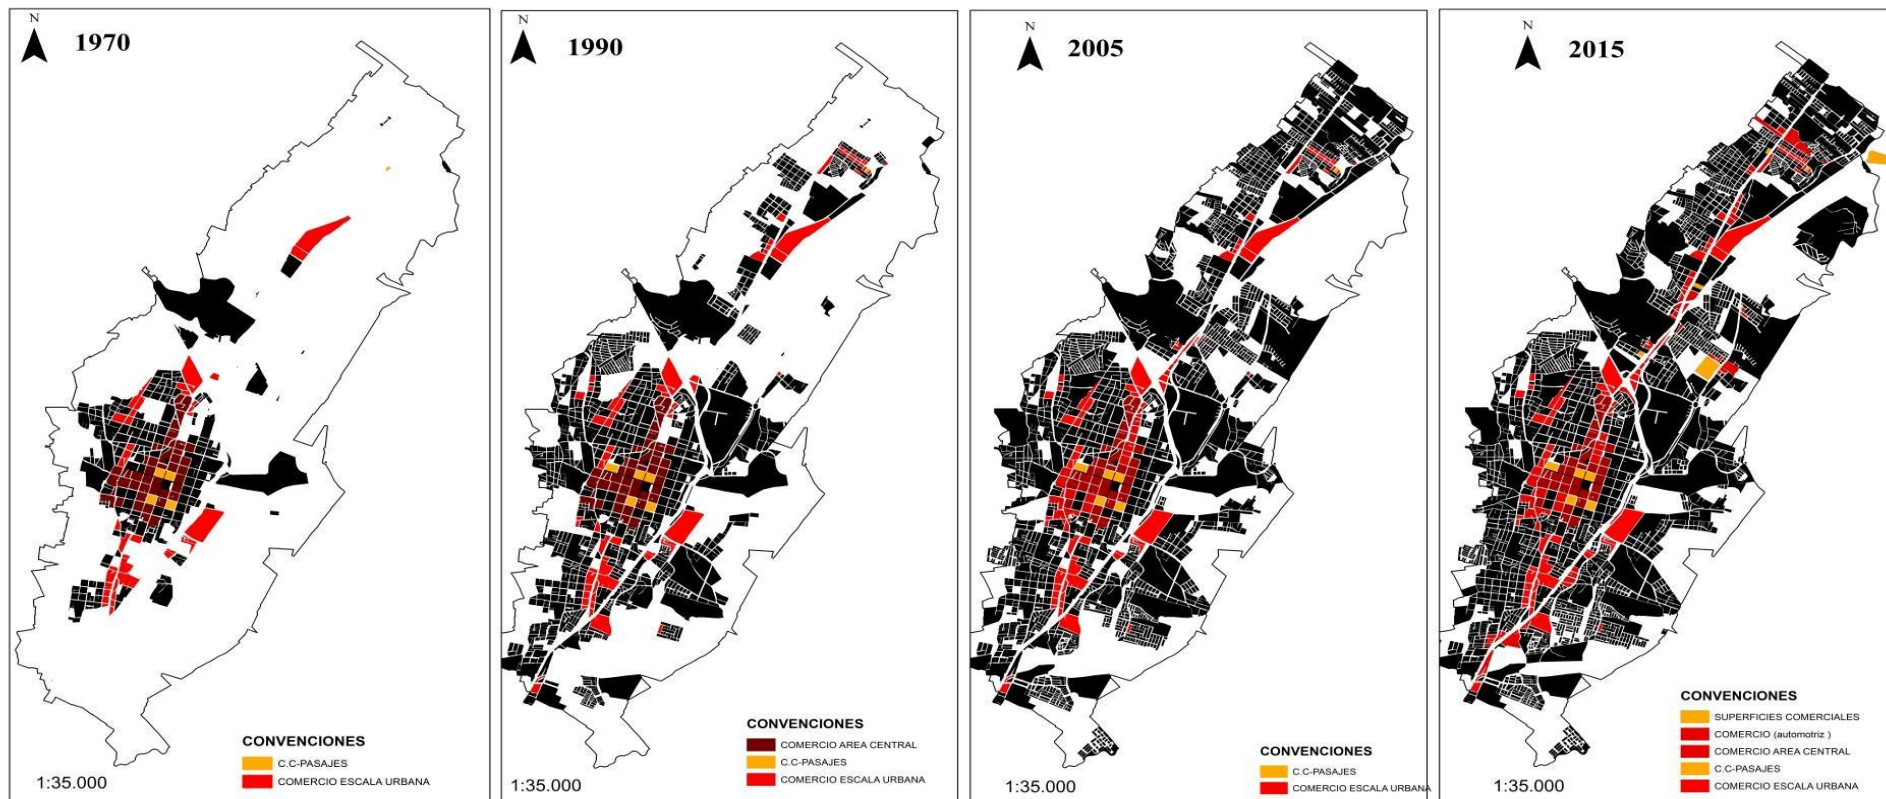 N
1970
CONVENCIONES
C.C-PASAJES
COMERCIO ESCALA URBANA
1:35.000
N
1990
CONVENCIONES
COMERCIO AREA CENTRAL
C.C-PASAJES
COMERCIO ESCALA URBANA
1:35.000
N
2005
CONVENCIONES
C.C-PASAJES
COMERCIO ESCALA URBANA
1:35.000
N
2015
CONVENCIONES
SUPERFICIES COMERCIALES
COMERCIO (automotriz )
COMERCIO AREA CENTRAL
C.C-PASAJES
COMERCIO ESCALA URBANA
1:35.000